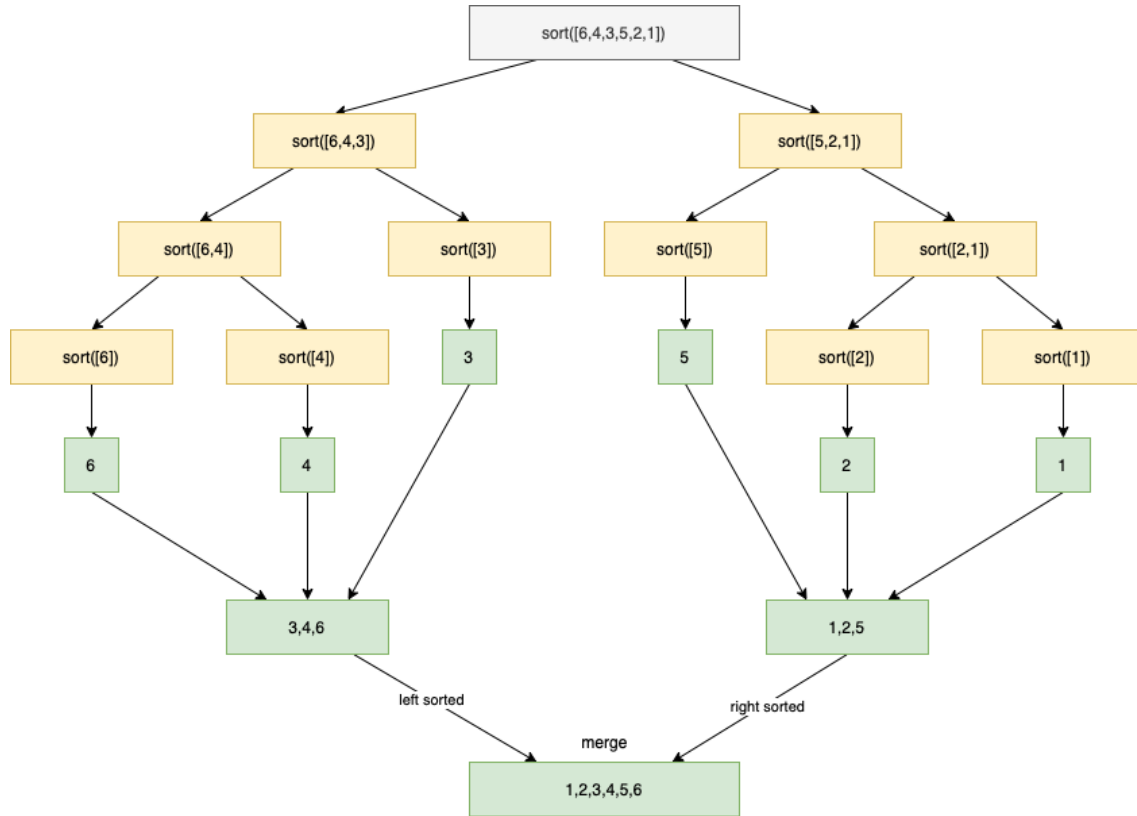 sort([6,4,3,5,2,1])
sort([6,4,3])
sort([5,2,1])
sort([6,4])
sort([3])
sort([5])
sort([2,1])
sort([6])
sort([4])
3
5
sort([2])
sort([1])
6
4
2
1
3,4,6
1,2,5
left sorted
right sorted
merge
1,2,3,4,5,6